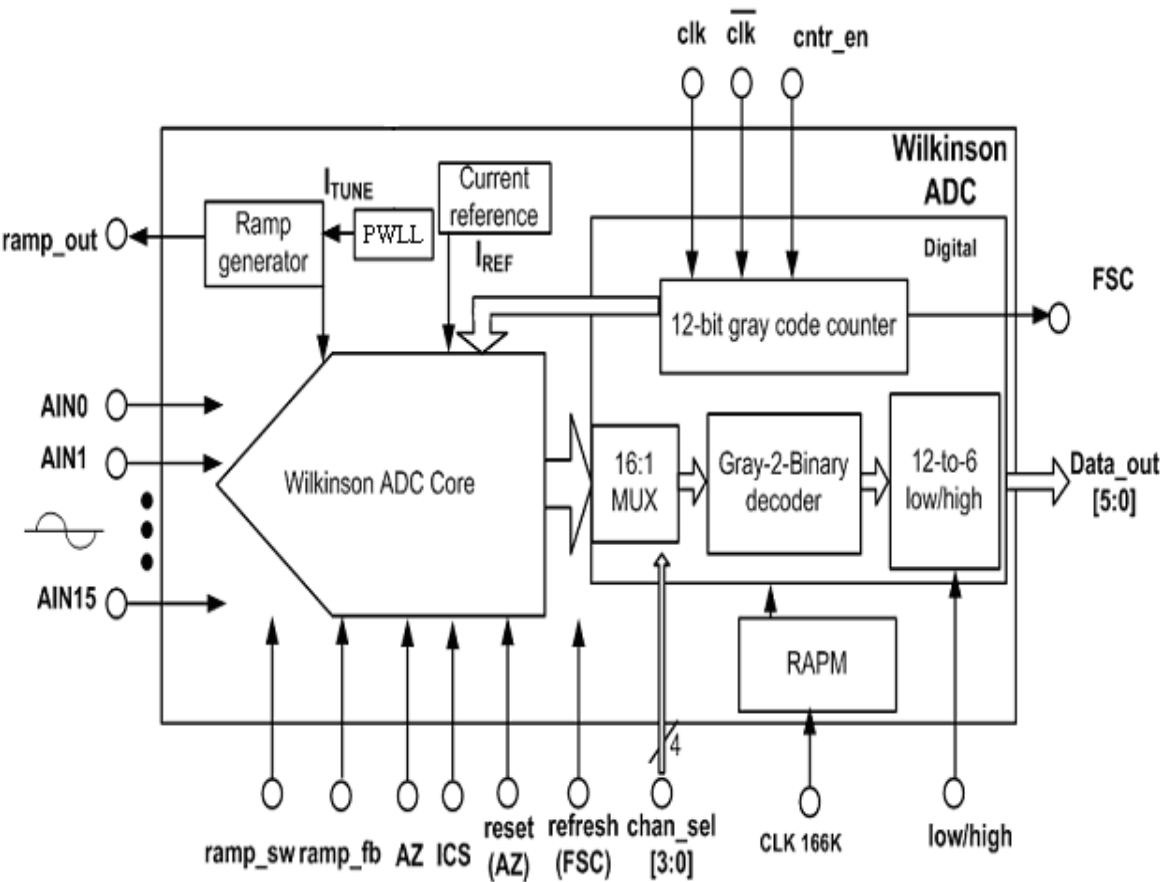 clk
clk
cntr_en
Wilkinson
ADC
Digital
I_TUNE
Current
reference
Ramp
generator
PWLL
I_REF
ramp_out
12-bit gray code counter
FSC
AIN0
AIN1
AIN15
Wilkinson ADC Core
16:1
MUX
Gray-2-Binary
decoder
12-to-6
low/high
Data_out
[5:0]
RAPM
4
ramp_sw
ramp_fb
AZ
ICS
reset
(AZ)
refresh
(FSC)
chan_sel
[3:0]
CLK 166K
low/high